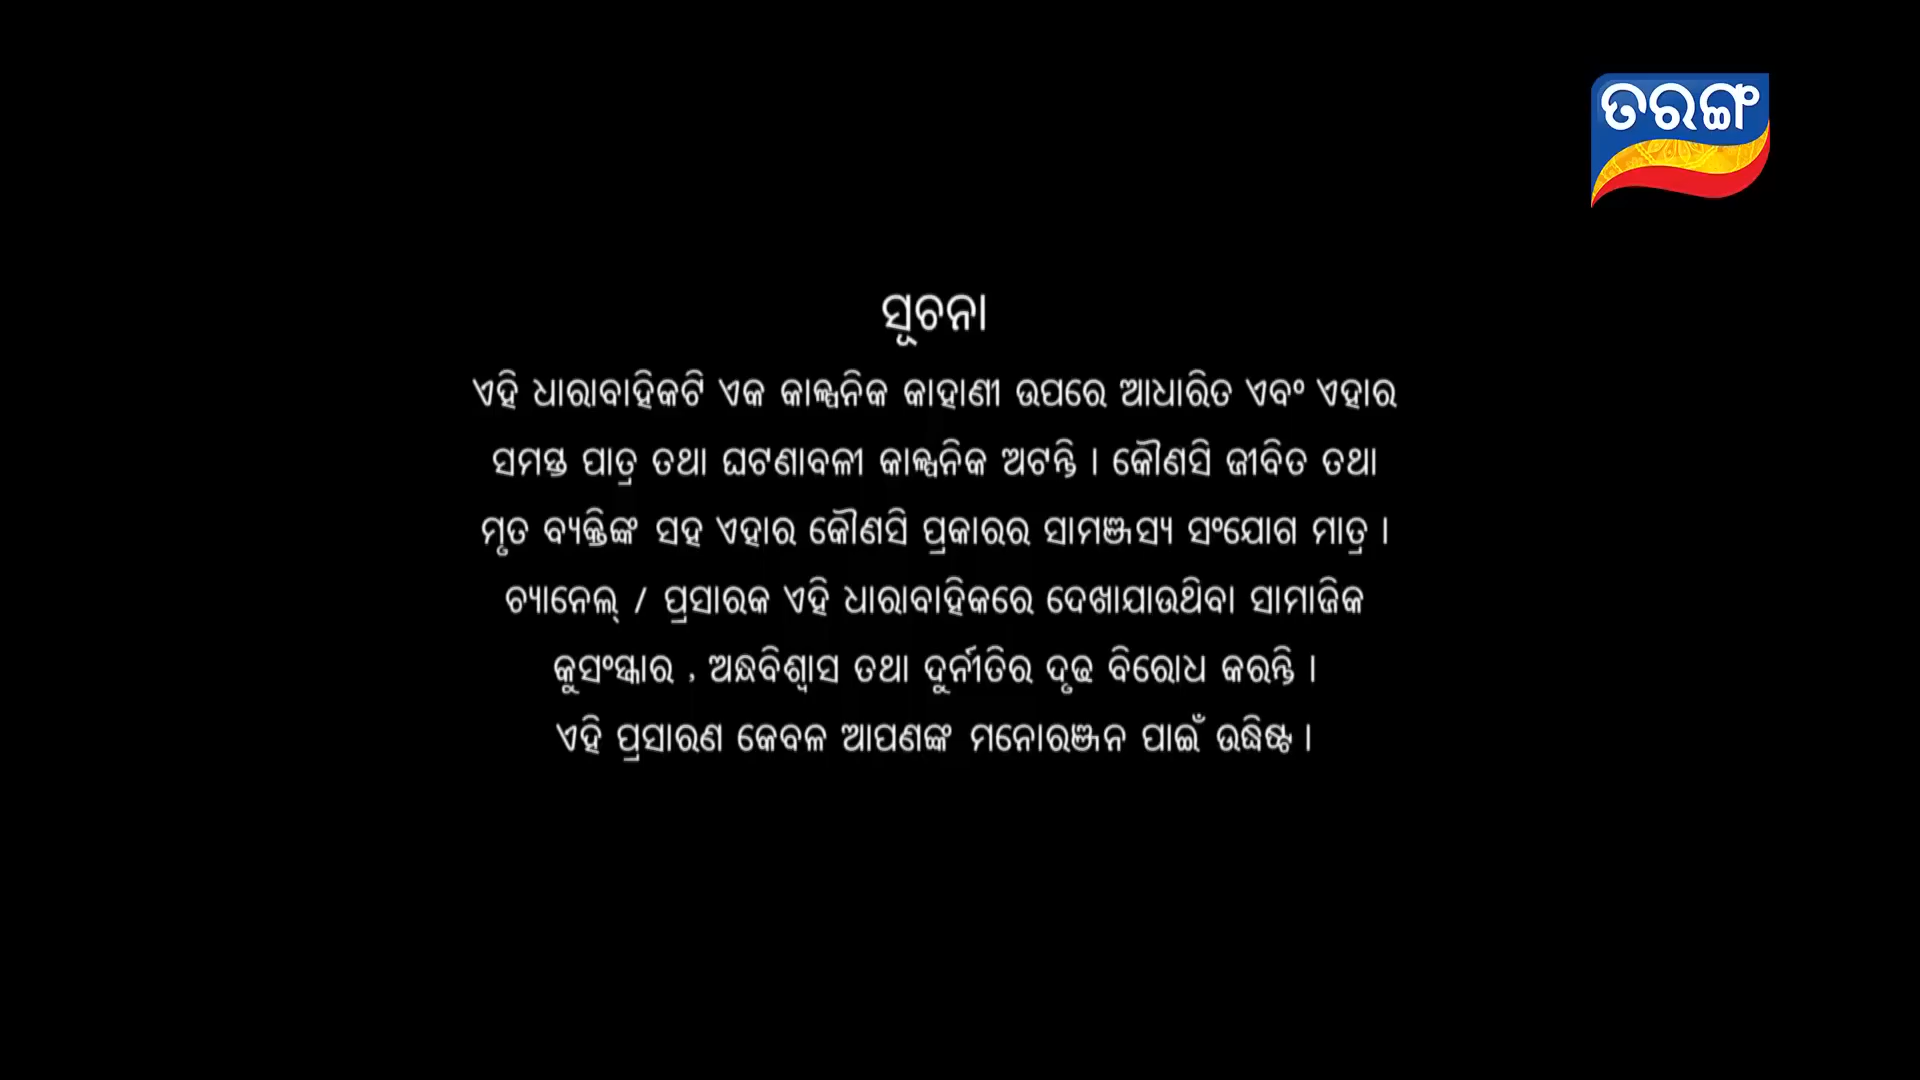 ତରଙ୍ଗ
ସୂଚନା
ଏହି ଧାରାବାହିକଟି ଏକ କାଳ୍ପନିକ କାହାଣୀ ଉପରେ ଆଧାରିତ ଏବଂ ଏହାର
ସମସ୍ତ ପାତ୍ର ତଥା ଘଟଣାବଳୀ କାଳ୍ପନିକ ଅଟନ୍ତି । କୌଣସି ଜୀବିତ ତଥା
ମୃତ ବ୍ୟକ୍ତିଙ୍କ ସହ ଏହାର କୌଣସି ପ୍ରକାରର ସାମଞ୍ଜସ୍ୟ ସଂଯୋଗ ମାତ୍ର ।
ଚ୍ୟାନେଲ୍ / ପ୍ରସାରକ ଏହି ଧାରାବାହିକରେ ଦେଖାଯାଉଥିବା ସାମାଜିକ
କୁସଂସ୍କାର , ଅନ୍ଧବିଶ୍ୱାସ ତଥା ଦୁର୍ନୀତିର ଦୃଢ ବିରୋଧ କରନ୍ତି ।
ଏହି ପ୍ରସାରଣ କେବଳ ଆପଣଙ୍କ ମନୋରଞ୍ଜନ ପାଇଁ ଉଦ୍ଧିଷ୍ଟ ।